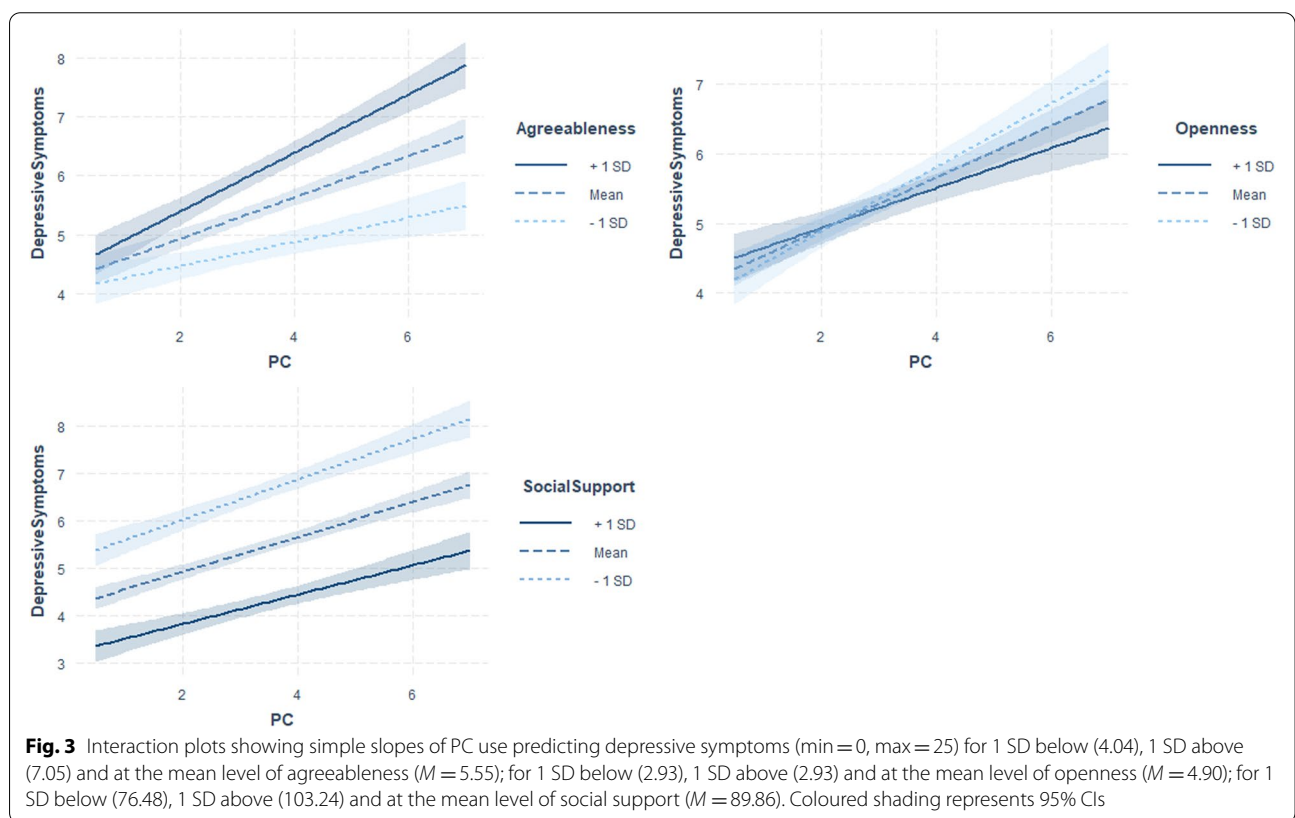 DepressiveSymptoms
8
7
6
5
4
2
4
6
PC
Agreeableness
+ 1 SD
Mean
- 1 SD
DepressiveSymptoms
7
6
5
4
2
4
6
PC
Openness
+ 1 SD
Mean
- 1 SD
DepressiveSymptoms
8
7
6
5
4
3
2
4
6
PC
SocialSupport
+ 1 SD
Mean
- 1 SD
Fig. 3 Interaction plots showing simple slopes of PC use predicting depressive symptoms (min = 0, max = 25) for 1 SD below (4.04), 1 SD above
(7.05) and at the mean level of agreeableness (M = 5.55); for 1 SD below (2.93), 1 SD above (2.93) and at the mean level of openness (M = 4.90); for 1
SD below (76.48), 1 SD above (103.24) and at the mean level of social support (M = 89.86). Coloured shading represents 95% CIs